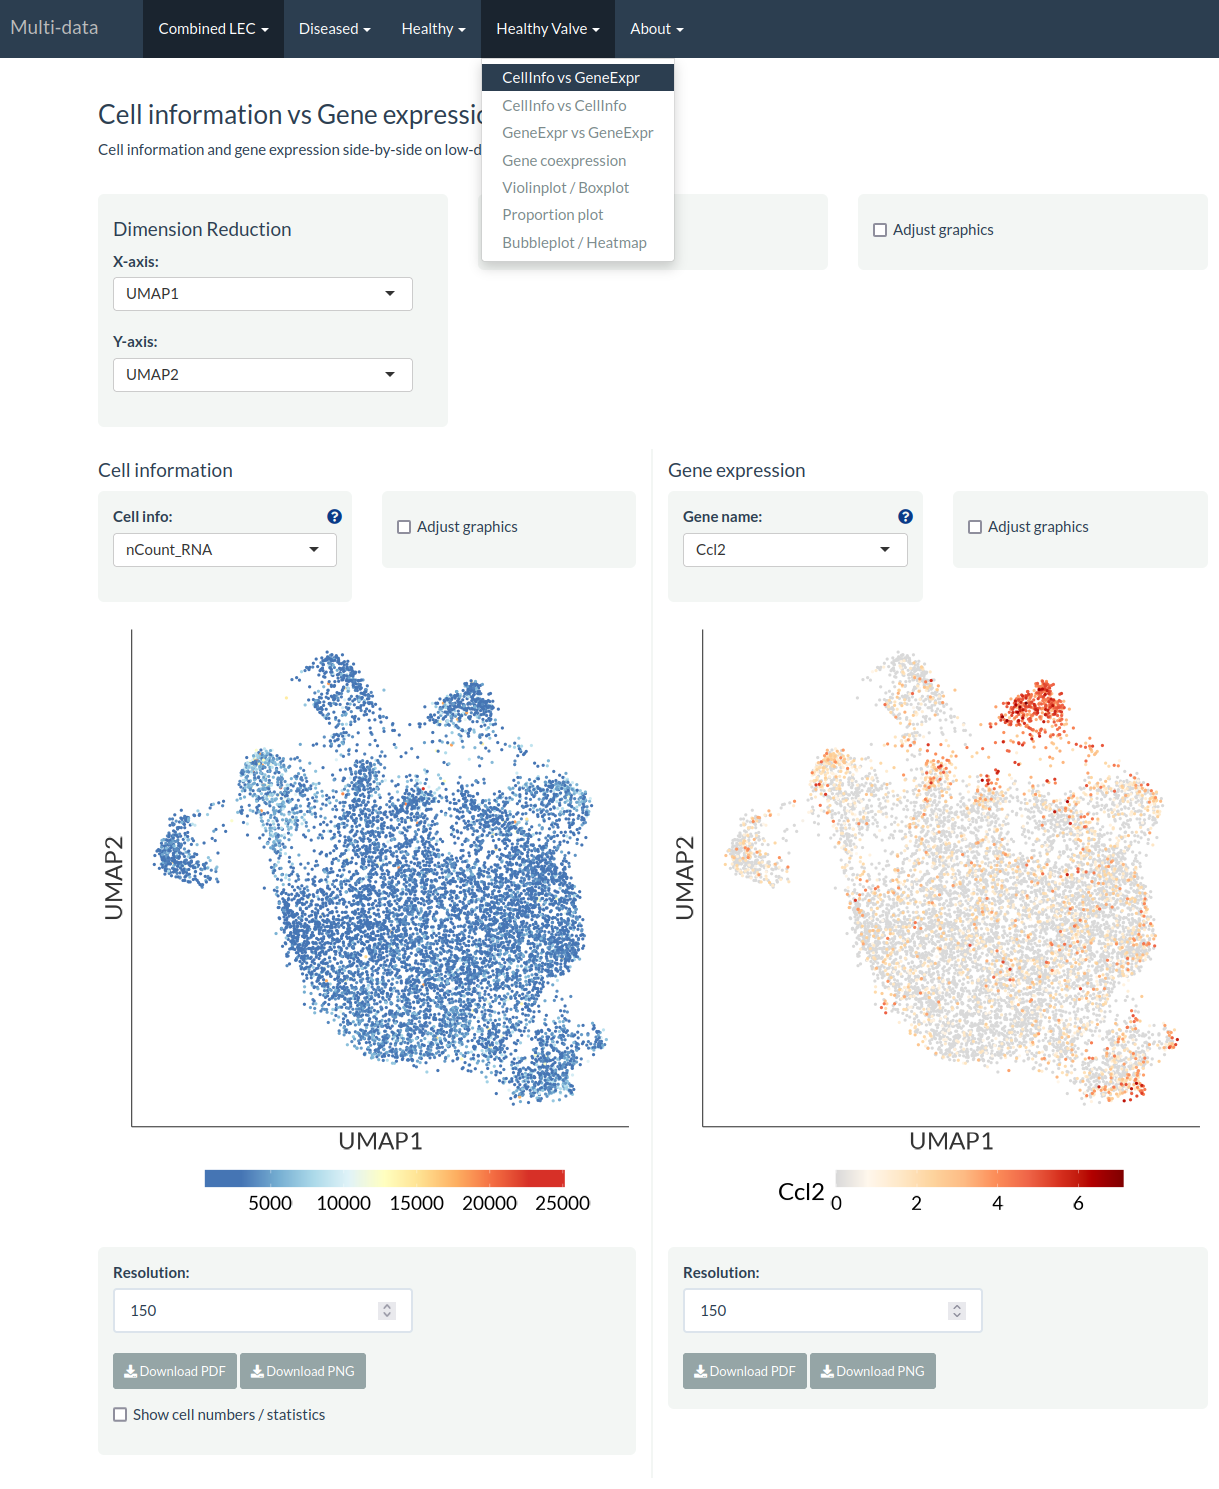 Multi-data
Combined LEC
Diseased
Healthy
Healthy Valve
About
CellInfo vs GeneExpr
CellInfo vs CellInfo
GeneExpr vs GeneExpr
Gene coexpression
Violinplot / Boxplot
Proportion plot
Bubbleplot / Heatmap
Cell information vs Gene
Cell information and gene expression side-by-side on
Dimension Reduction
X-axis:
UMAP1
Y-axis:
UMAP2
Adjust graphics
Cell information
Cell info:
nCount_RNA
Adjust graphics
Gene expression
Gene name:
Ccl2
Adjust graphics
UMAP2
UMAP1
5000 10000 15000 20000 25000
UMAP2
UMAP1
Ccl2
0 2 4 6
Resolution:
150
Download PDF
Download PNG
Show cell numbers / statistics
Resolution:
150
Download PDF
Download PNG